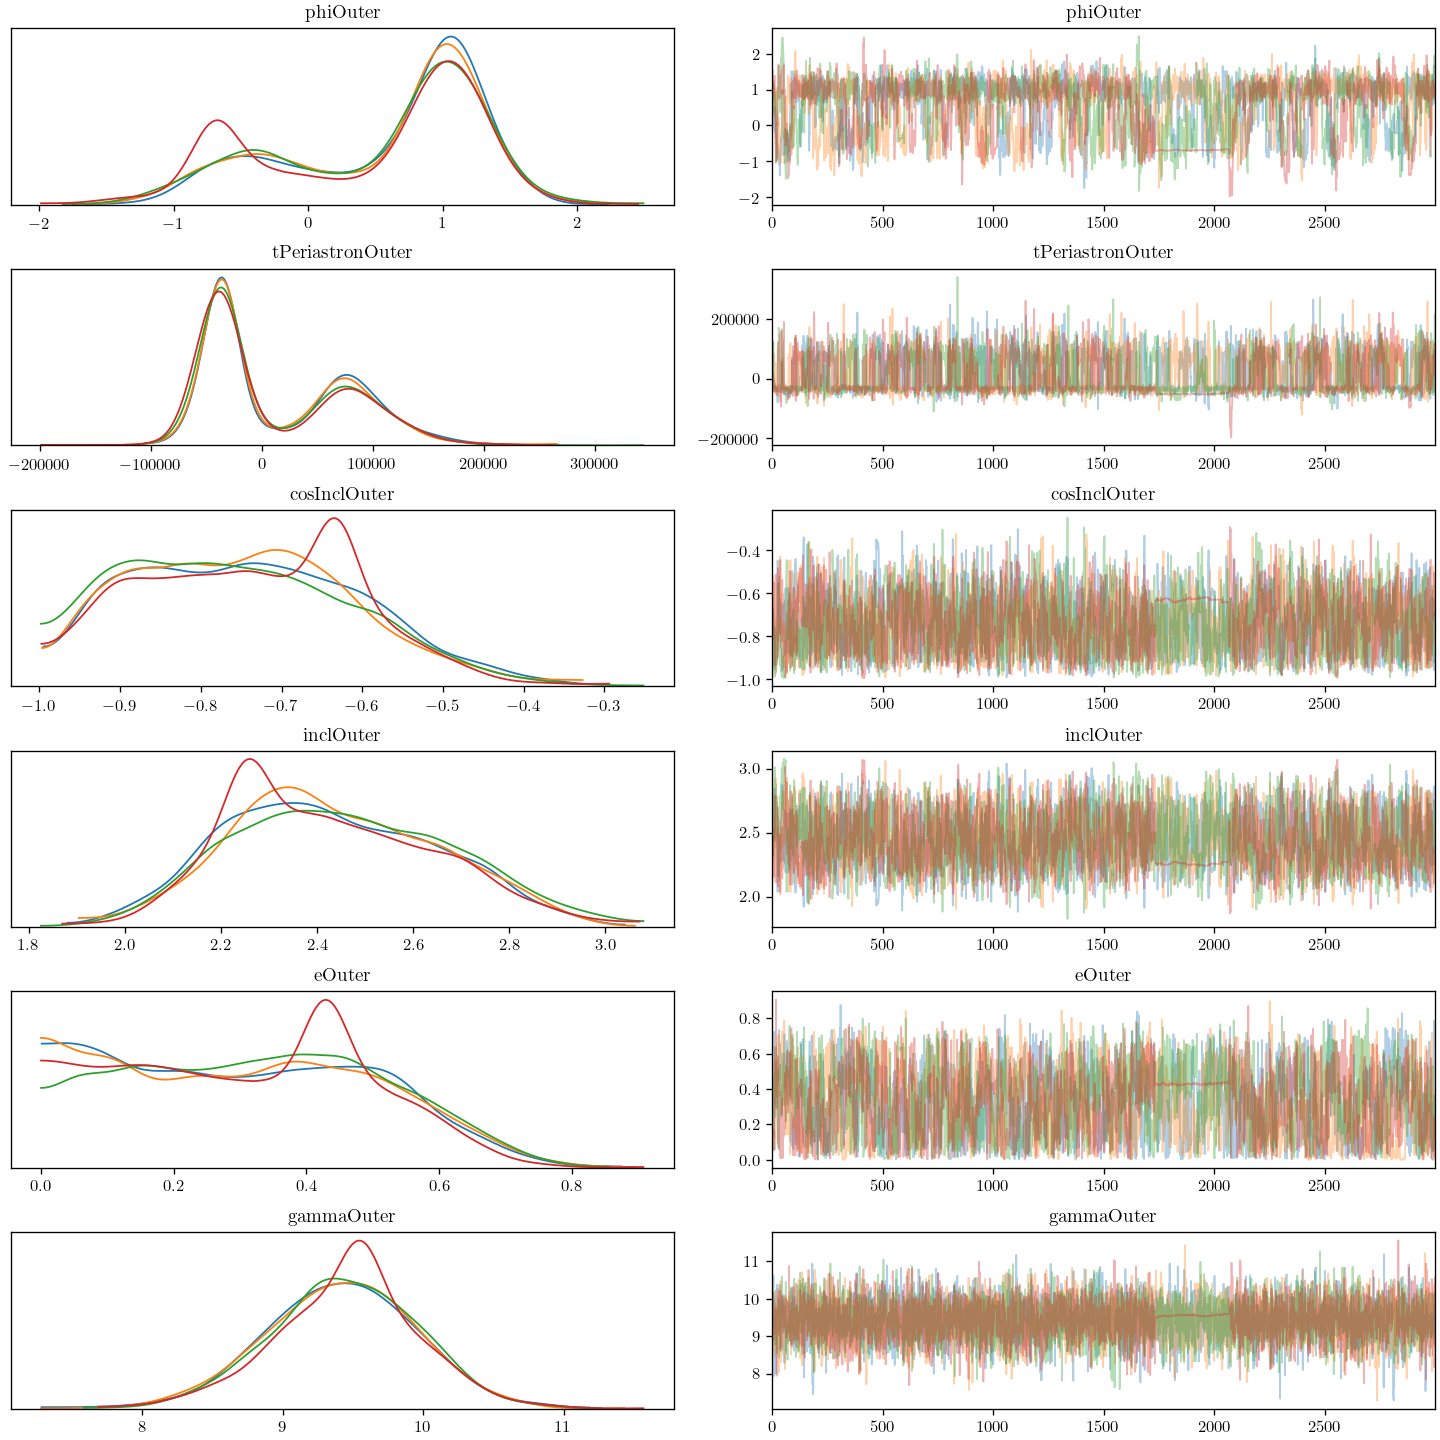 phiOuter phiOuter
2
1
0
−1
−2
−2 −1 0 1 2 0 500 1000 1500 2000 2500
tPeriastronOuter tPeriastronOuter
200000
0
−200000
−200000 −100000 0 100000 200000 300000 0 500 1000 1500 2000 2500
cosInclOuter cosInclOuter
−0.4
−0.6
−0.8
−1.0
−1.0 −0.9 −0.8 −0.7 −0.6 −0.5 −0.4 −0.3 0 500 1000 1500 2000 2500
inclOuter inclOuter
3.0
2.5
2.0
1.8 2.0 2.2 2.4 2.6 2.8 3.0 0 500 1000 1500 2000 2500
eOuter eOuter
0.8
0.6
0.4
0.2
0.0
0.0 0.2 0.4 0.6 0.8 0 500 1000 1500 2000 2500
gammaOuter gammaOuter
11
10
9
8
8 9 10 11 0 500 1000 1500 2000 2500